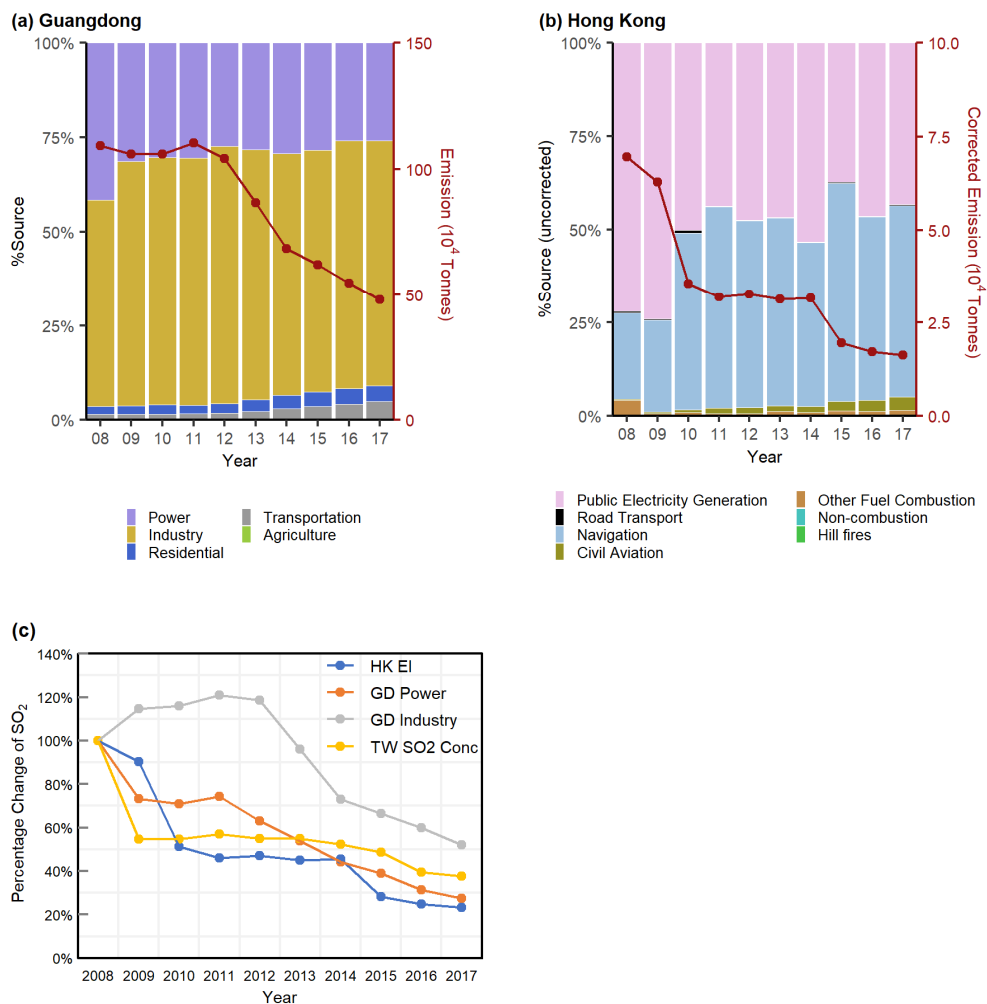 (a) Guangdong
100%
75%
50%
25%
0%
%Source
150
100
50
0
Emission (10⁴ Tonnes)
08 09 10 11 12 13 14 15 16 17
Year
Power
Industry
Residential
Transportation
Agriculture
(b) Hong Kong
100%
75%
50%
25%
0%
%Source (uncorrected)
10.0
7.5
5.0
2.5
0.0
Corrected Emission (10⁴ Tonnes)
08 09 10 11 12 13 14 15 16 17
Year
Public Electricity Generation
Road Transport
Navigation
Civil Aviation
Other Fuel Combustion
Non-combustion
Hill fires
(c)
140%
120%
100%
80%
60%
40%
20%
0%
Percentage Change of SO₂
HK EI
GD Power
GD Industry
TW SO2 Conc
2008 2009 2010 2011 2012 2013 2014 2015 2016 2017
Year